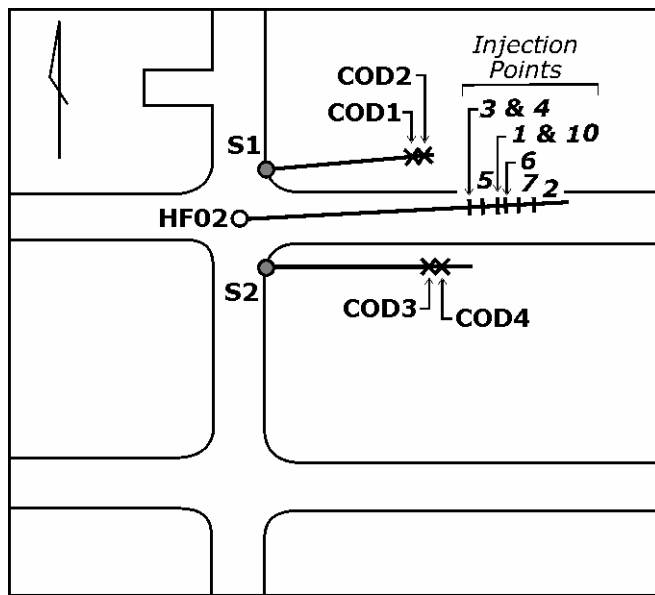 Injection
Points
COD2
COD1
3 & 4
1 & 10
6
S1
5
7
2
HF02
S2
COD3
COD4